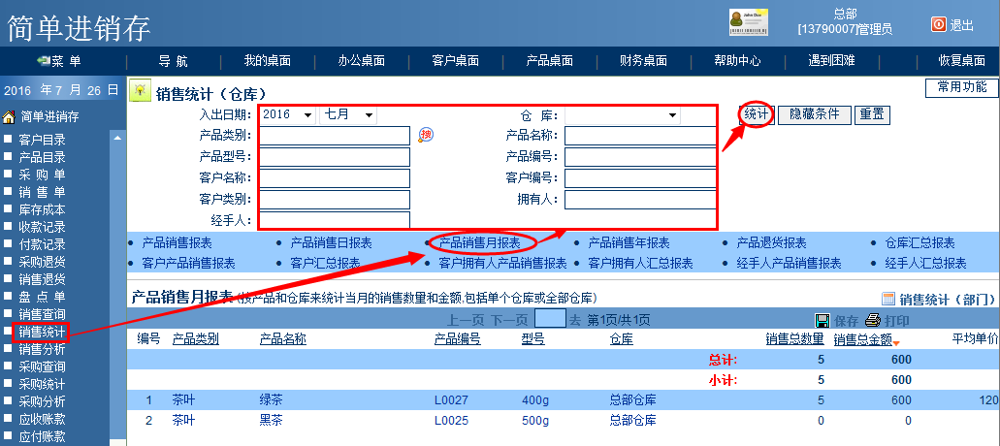 简单进销存
John Doe
总部
[13790007]管理员
退出
菜 单
导 航
我的桌面
办公桌面
客户桌面
产品桌面
财务桌面
帮助中心
遇到困难
恢复桌面
2016 年 7 月 26 日
简单进销存
客户目录
产品目录
采 购 单
销 售 单
库存成本
收款记录
付款记录
采购退货
销售退货
盘 点 单
销售查询
销售统计
销售分析
采购查询
采购统计
采购分析
应收账款
应付账款
销售统计（仓库）
常用功能
入出日期: 2016 七月 仓 库:
统计 隐藏条件 重置
产品类别: 搜 产品名称:
产品型号: 产品编号:
客户名称: 客户编号:
客户类别: 拥有人:
经手人:
产品销售报表 产品销售日报表 产品销售月报表 产品销售年报表 产品退货报表 仓库汇总报表
客户产品销售报表 客户汇总报表 客户拥有人产品销售报表 客户拥有人汇总报表 经手人产品销售报表 经手人汇总报表
产品销售月报表 (按产品和仓库来统计当月的销售数量和金额,包括单个仓库或全部仓库) 销售统计（部门）
上一页 下一页 去 第1页/共1页 保存 打印
编号 产品类别 产品名称 产品编号 型号 仓库 销售总数量 销售总金额 平均单价
总计: 5 600
小计: 5 600
1 茶叶 绿茶 L0027 400g 总部仓库 5 600 120
2 茶叶 黑茶 L0025 500g 总部仓库 0 0